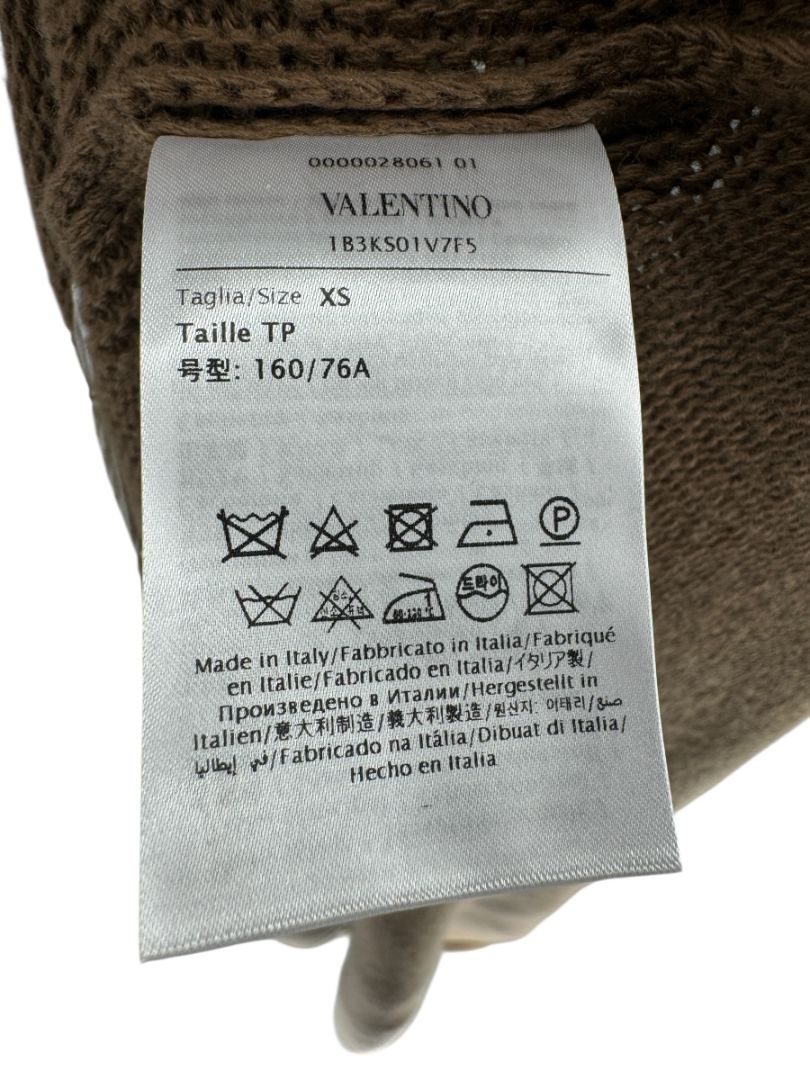 0000028061 01
VALENTINO
1B3KS01V7F5
Taglia/Size XS
Taille TP
号型: 160/76A
P
드라이
Made in Italy/Fabbricato in Italia/Fabriqué
en Italie/Fabricado en Italia/イタリア製/
Произведено в Италии/Hergestellt in
Italien/意大利制造/義大利製造/원산지: 이태리/صنع
في إيطاليا/Fabricado na Itália/Dibuat di Italia/
Hecho en Italia